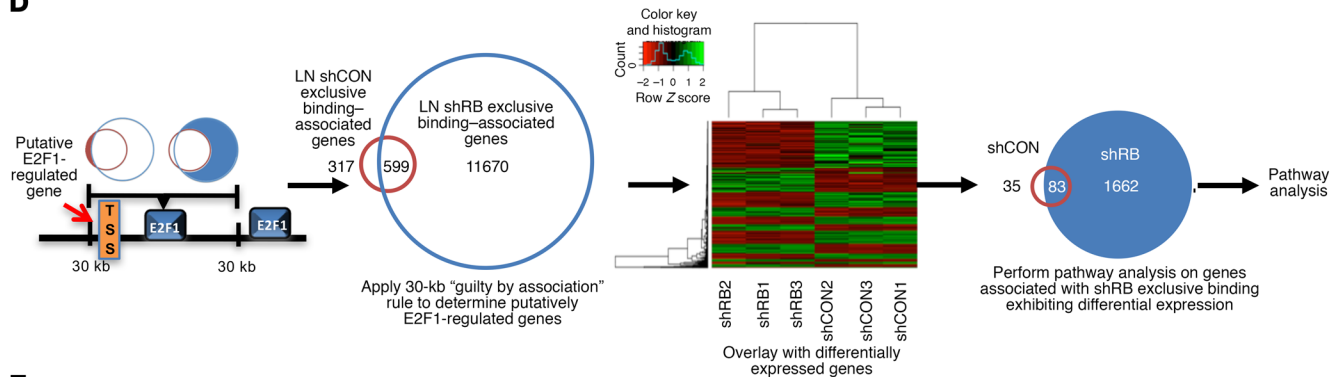 D
Putative
E2F1-
regulated
gene
T
S
S
E2F1
E2F1
30 kb
30 kb
LN shCON
exclusive
binding–
associated
genes
317
599
LN shRB exclusive
binding–associated
genes
11670
Apply 30-kb “guilty by association”
rule to determine putatively
E2F1-regulated genes
Color key
and histogram
Count
0
−2 −1 0 1 2
Row Z score
shRB2
shRB1
shRB3
shCON2
shCON3
shCON1
Overlay with differentially
expressed genes
shCON
35
83
shRB
1662
Perform pathway analysis on genes
associated with shRB exclusive binding
exhibiting differential expression
Pathway
analysis